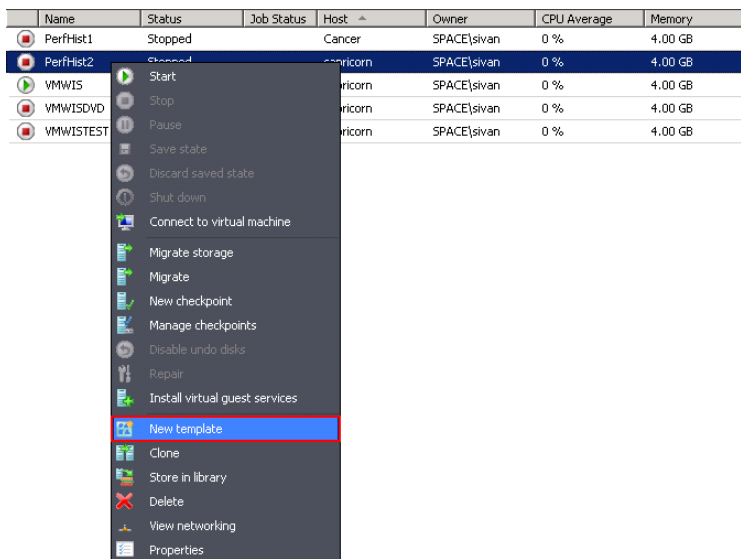 Name Status Job Status Host Owner CPU Average Memory
PerfHist1 Stopped Cancer SPACE\sivan 0 % 4.00 GB
PerfHist2 Stopped capricorn SPACE\sivan 0 % 4.00 GB
VMWIS SPACE\sivan 0 % 4.00 GB
VMWISDVD SPACE\sivan 0 % 4.00 GB
VMWISTEST SPACE\sivan 0 % 4.00 GB
Start
Stop
Pause
Save state
Discard saved state
Shut down
Connect to virtual machine
Migrate storage
Migrate
New checkpoint
Manage checkpoints
Disable undo disks
Repair
Install virtual guest services
New template
Clone
Store in library
Delete
View networking
Properties